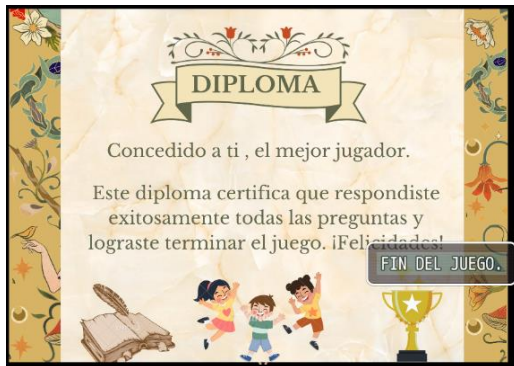 DIPLOMA
Concedido a ti , el mejor jugador.
Este diploma certifica que respondiste
exitosamente todas las preguntas y
lograste terminar el juego. ¡Felicidades!
FIN DEL JUEGO.